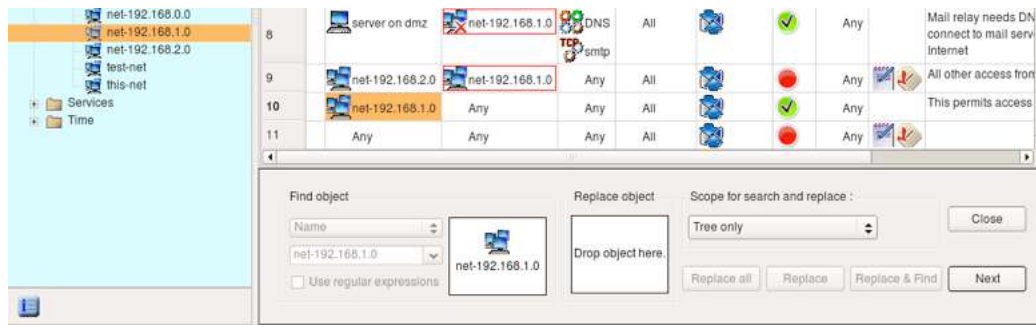 net-192.168.0.0
net-192.168.1.0
net-192.168.2.0
test-net
this-net
Services
Time
8 server on dmz net-192.168.1.0 DNS All Any Mail relay needs DN
TCP smtp connect to mail serv
Internet
9 net-192.168.2.0 net-192.168.1.0 Any All Any All other access from
10 net-192.168.1.0 Any Any All Any This permits access
11 Any Any Any All Any
Find object Replace object Scope for search and replace :
Name Tree only Close
net-192.168.1.0 net-192.168.1.0 Drop object here.
Use regular expressions Replace all Replace Replace & Find Next